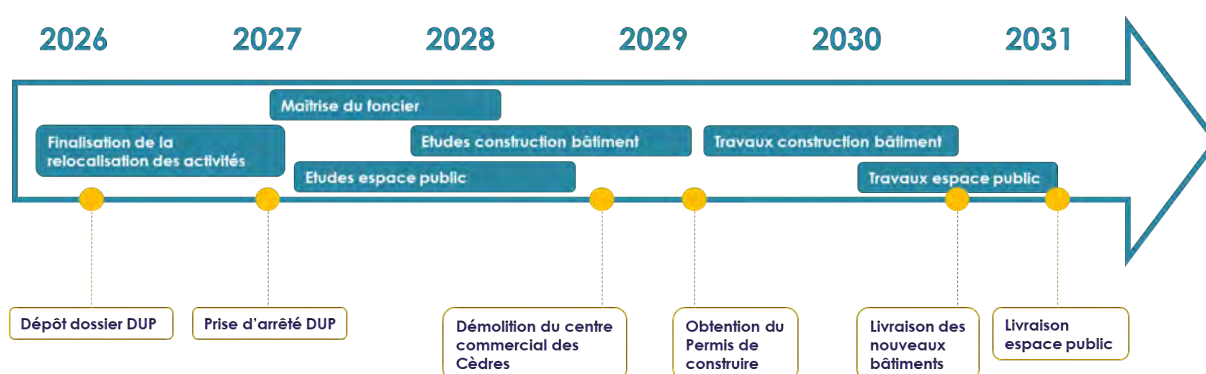 2026 2027 2028 2029 2030 2031
Maîtrise du foncier
Finalisation de la
relocalisation des activités
Etudes construction bâtiment
Travaux construction bâtiment
Etudes espace public
Travaux espace public
Dépôt dossier DUP
Prise d'arrêté DUP
Démolition du centre
commercial des
Cèdres
Obtention du
Permis de
construire
Livraison des
nouveaux
bâtiments
Livraison
espace public